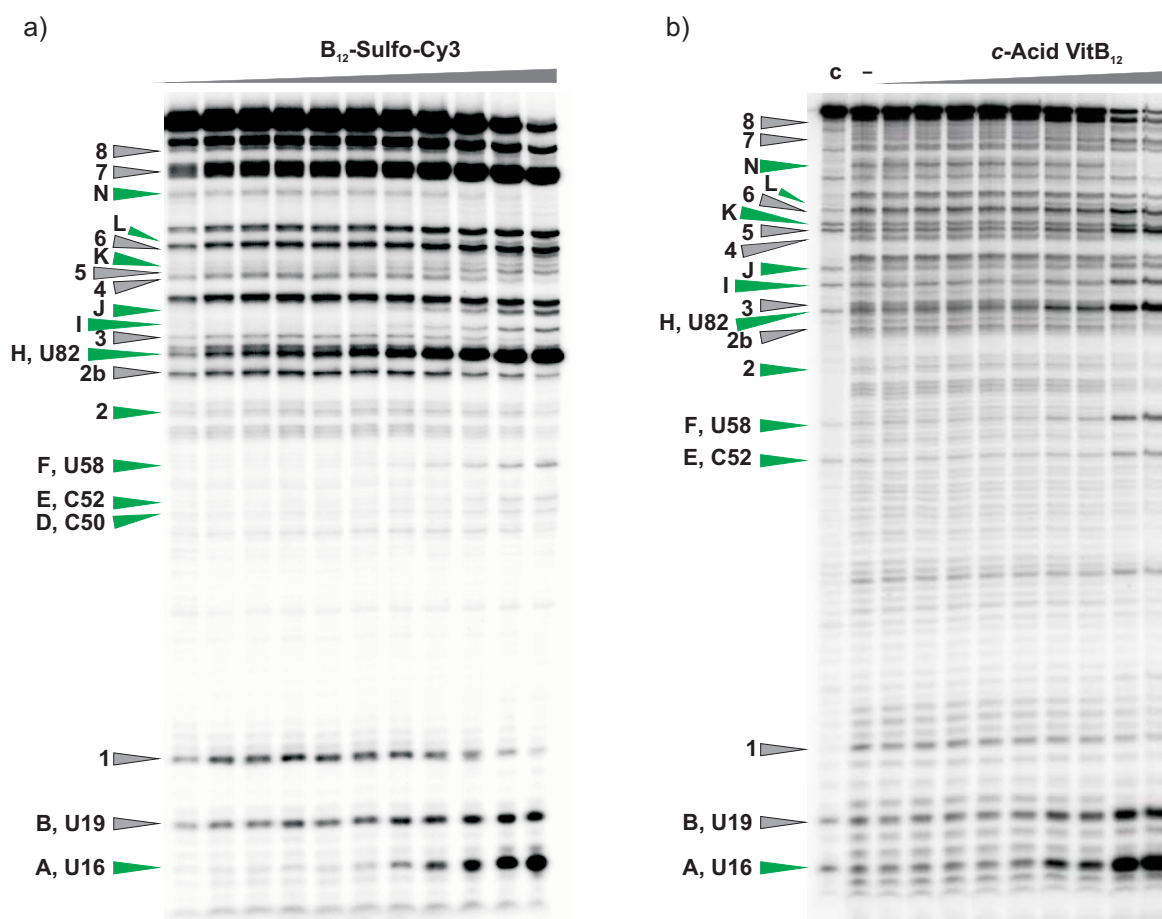 a)
B12-Sulfo-Cy3
8
7
N
L
6
K
5
4
J
I
3
H, U82
2b
2
F, U58
E, C52
D, C50
1
B, U19
A, U16
b)
c-Acid VitB12
c –
8
7
N
L
6
K
5
4
J
I
3
H, U82
2b
2
F, U58
E, C52
1
B, U19
A, U16